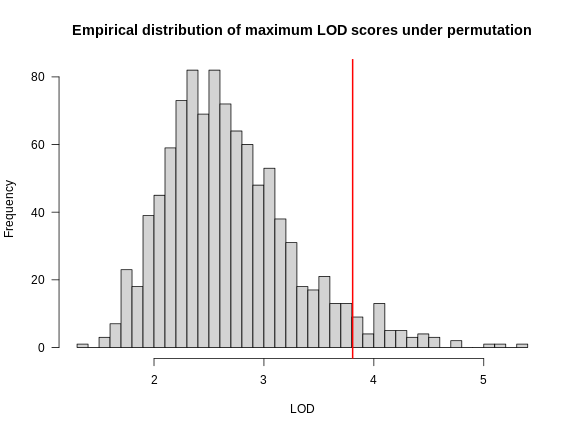 Empirical distribution of maximum LOD scores under permutation
Frequency
80
60
40
20
0
2 3 4 5
LOD